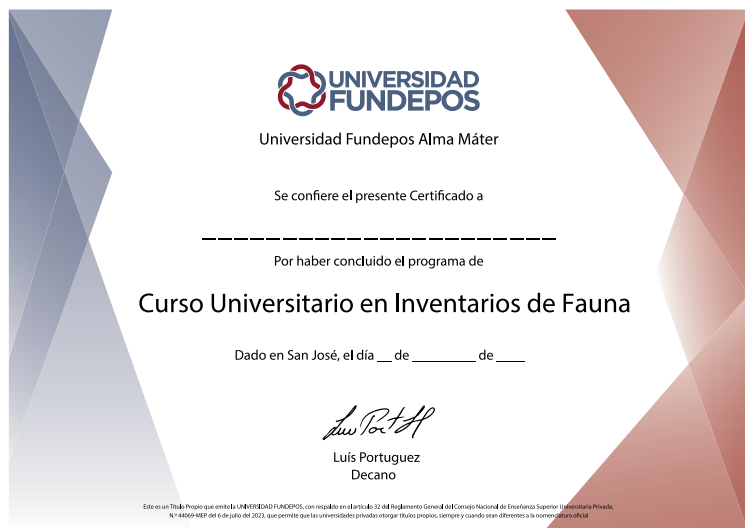 UNIVERSIDAD
FUNDEPOS
Universidad Fundepos Alma Máter
Se confiere el presente Certificado a
_______________________
Por haber concluido el programa de
Curso Universitario en Inventarios de Fauna
Dado en San José, el día __ de ________ de ____
Luís Portuguez
Decano
Este es un Título Propio que emite la UNIVERSIDAD FUNDEPOS, con respaldo en el artículo 32 del Reglamento General del Consejo Nacional de Enseñanza Superior Universitaria Privada,
N.º 44069-MEP del 6 de julio del 2023, que permite que las universidades privadas otorgar títulos propios, siempre y cuando sean diferentes a la nomenclatura oficial